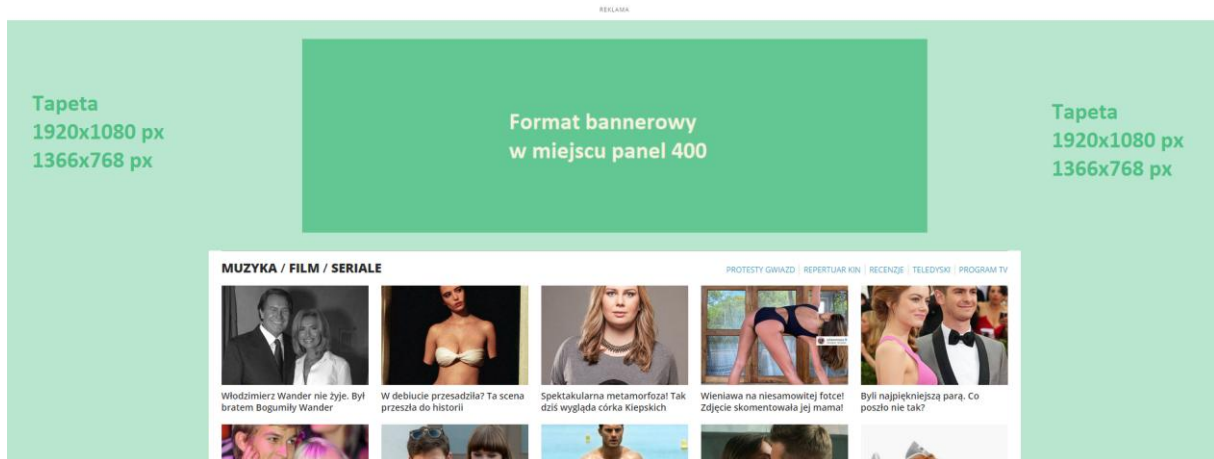 REKLAMA
Tapeta
1920x1080 px
1366x768 px
Format bannerowy
w miejscu panel 400
Tapeta
1920x1080 px
1366x768 px
MUZYKA / FILM / SERIALE
PROTESTY GWIAZD | REPERTUAR KIN | RECENZJE | TELEDYSKI | PROGRAM TV
Włodzimierz Wander nie żyje. Był
bratem Bogumiły Wander
W debiucie przesadziła? Ta scena
przeszła do historii
Spektakularna metamorfoza! Tak
dziś wygląda córka Kiepskich
Wieniawa na niesamowitej fotce!
Zdjęcie skomentowała jej mama!
Byli najpiękniejszą parą. Co
poszło nie tak?